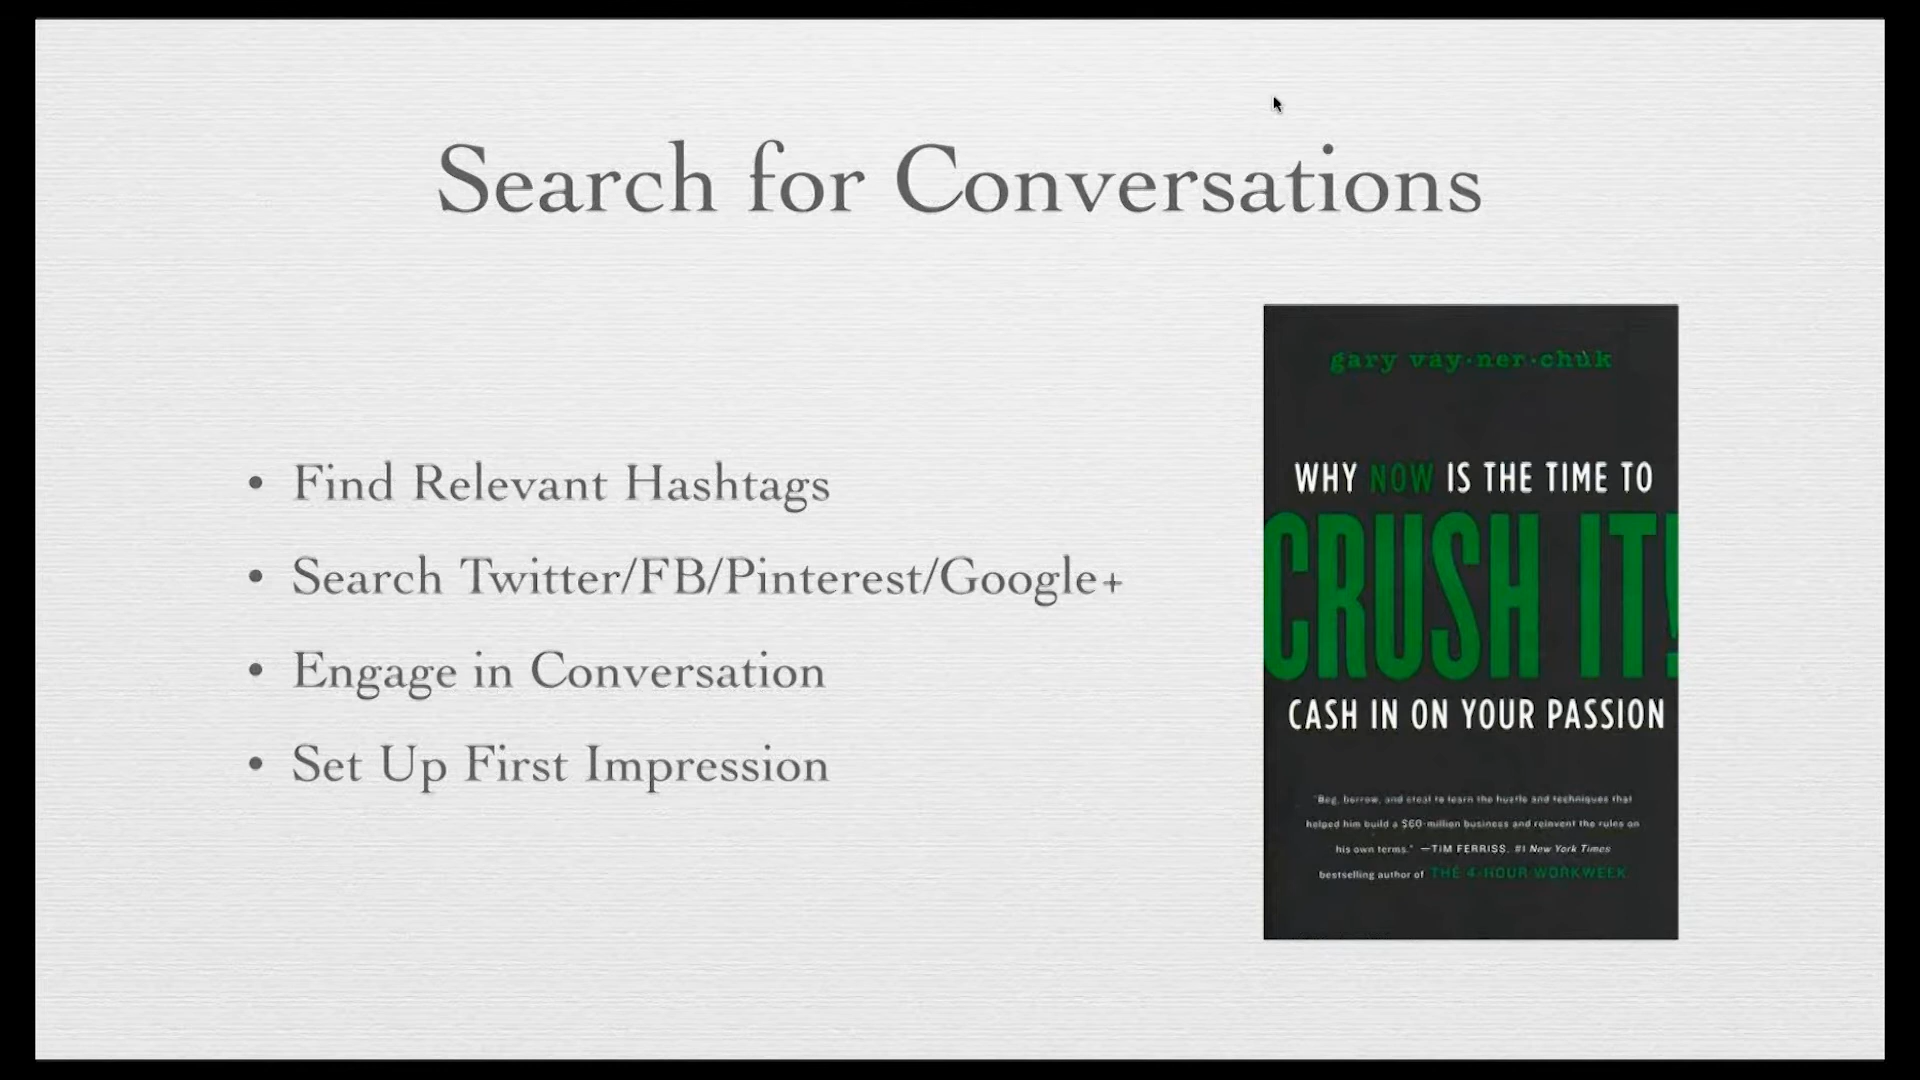 Search for Conversations
• Find Relevant Hashtags
• Search Twitter/FB/Pinterest/Google+
• Engage in Conversation
• Set Up First Impression
gary vay·ner·chuk
WHY NOW IS THE TIME TO
CRUSH IT!
CASH IN ON YOUR PASSION
"Beg, borrow, and steal to learn the hustle and techniques that
helped him build a $60-million business and reinvent the rules on
his own terms." —TIM FERRISS, #1 New York Times
bestselling author of THE 4-HOUR WORKWEEK